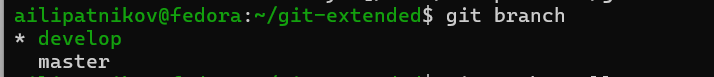 ailipatnikov@fedora:~/git-extended$ git branch
* develop
master